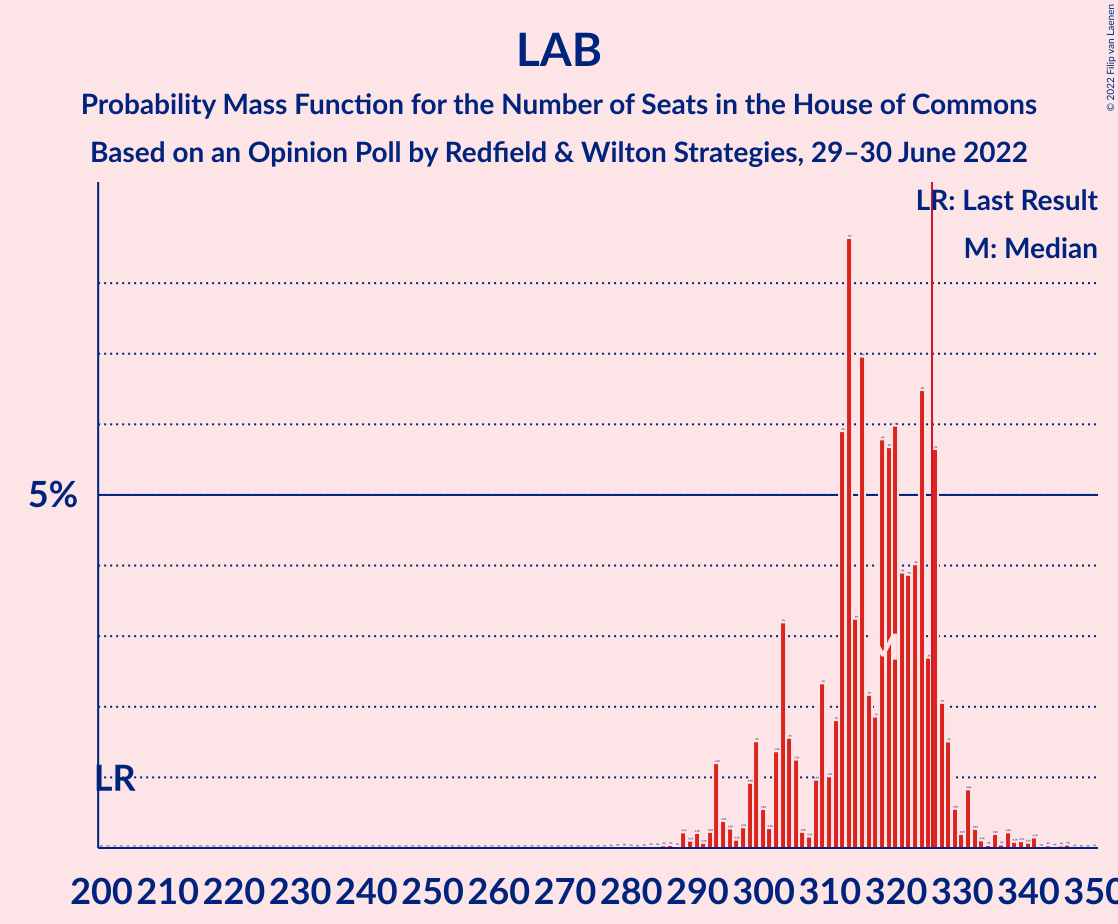 LAB
Probability Mass Function for the Number of Seats in the House of Commons
Based on an Opinion Poll by Redfield & Wilton Strategies, 29–30 June 2022
© 2022 Filip van Laenen
LR: Last Result
M: Median
5%
M
LR
200 210 220 230 240 250 260 270 280 290 300 310 320 330 340 350